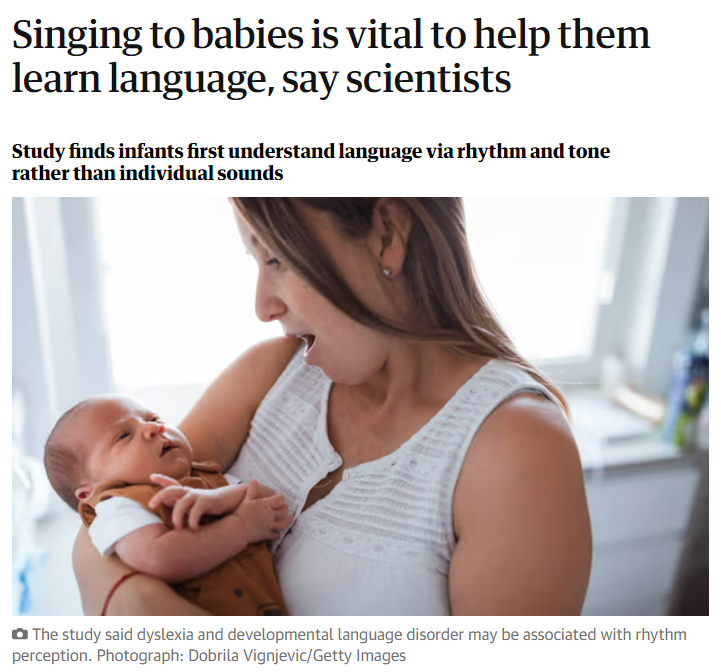 Singing to babies is vital to help them
learn language, say scientists
Study finds infants first understand language via rhythm and tone
rather than individual sounds
The study said dyslexia and developmental language disorder may be associated with rhythm
perception. Photograph: Dobrila Vignjevic/Getty Images